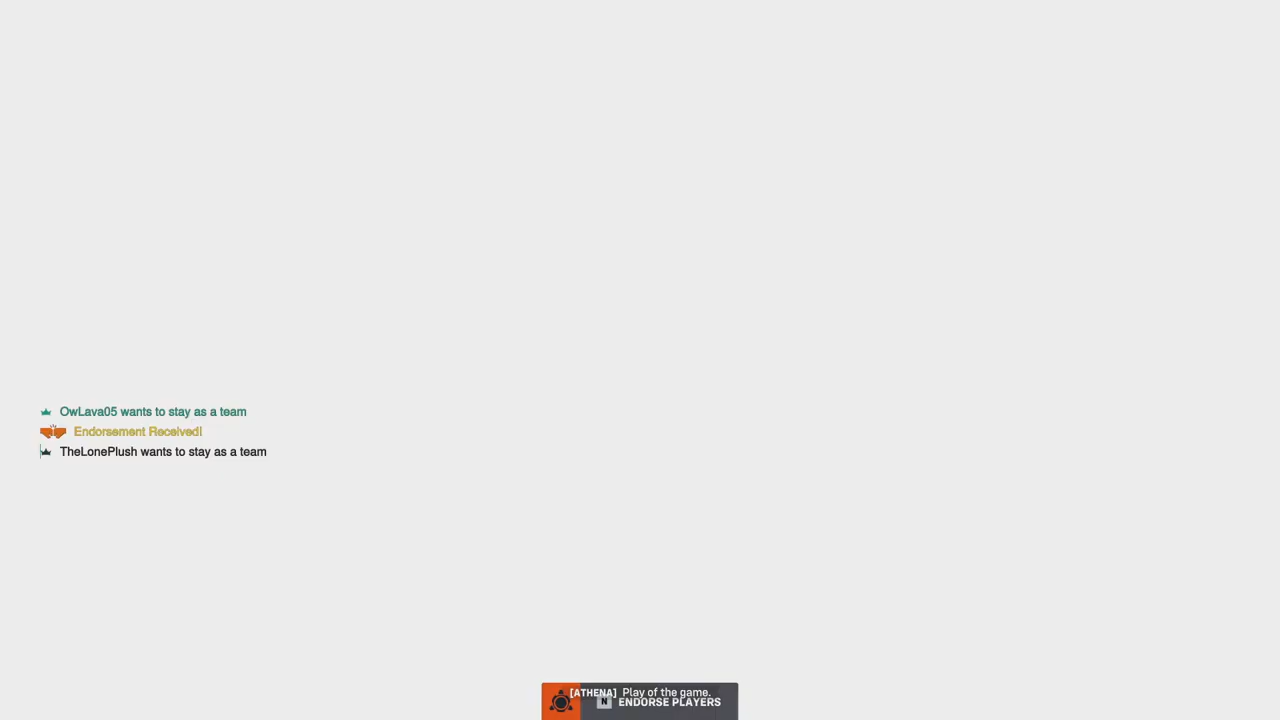 OwLava05 wants to stay as a team
Endorsement Received!
TheLonePlush wants to stay as a team
[ATHENA] Play of the game.
N ENDORSE PLAYERS